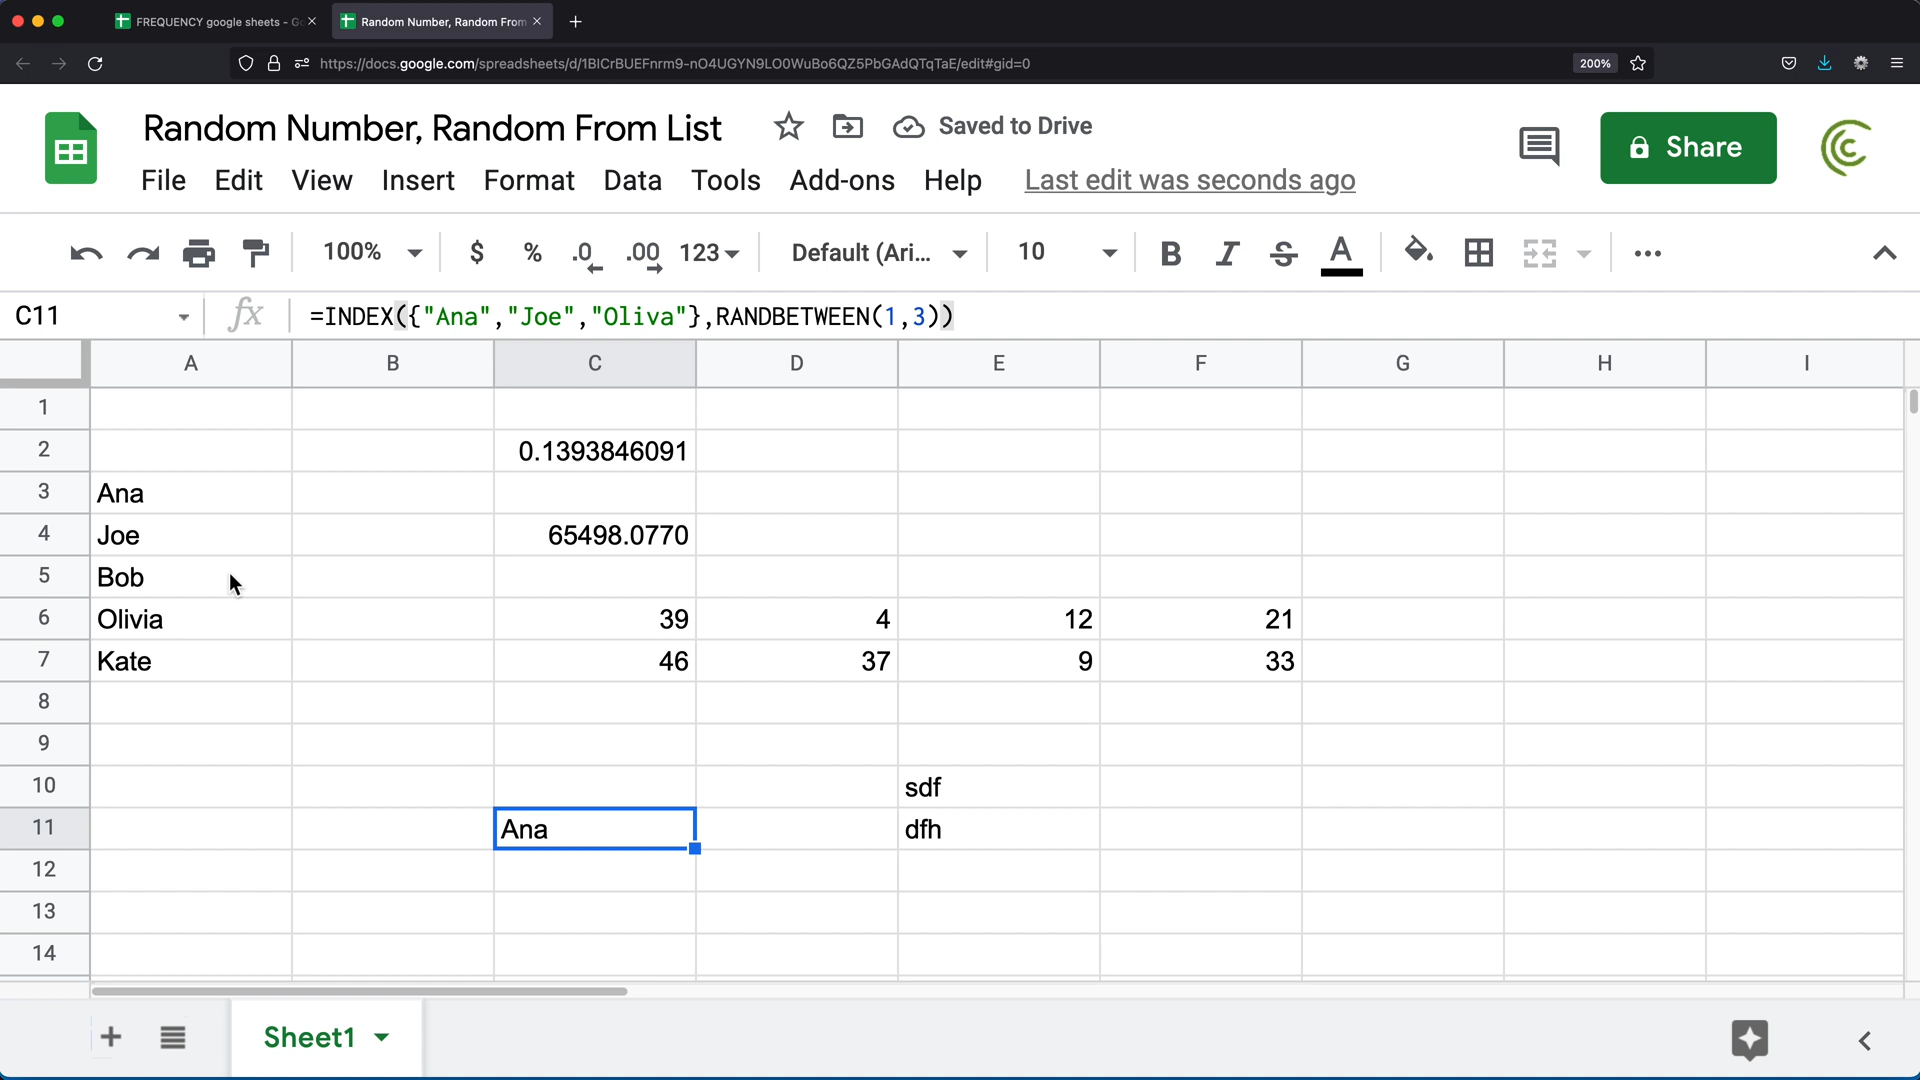 FREQUENCY google sheets - Go
Random Number, Random From
https://docs.google.com/spreadsheets/d/1BICrBUEFnrm9-nO4UGYN9LO0WuBo6QZ5PbGAdQTqTaE/edit#gid=0
200%
Random Number, Random From List
Saved to Drive
Share
File Edit View Insert Format Data Tools Add-ons Help Last edit was seconds ago
100% $ % .0 .00 123 Default (Ari... 10 B I S A
C11 fx =INDEX({"Ana","Joe","Oliva"},RANDBETWEEN(1,3))
A B C D E F G H I
1
2 0.1393846091
3 Ana
4 Joe 65498.0770
5 Bob
6 Olivia 39 4 12 21
7 Kate 46 37 9 33
8
9
10 sdf
11 Ana dfh
12
13
14
Sheet1